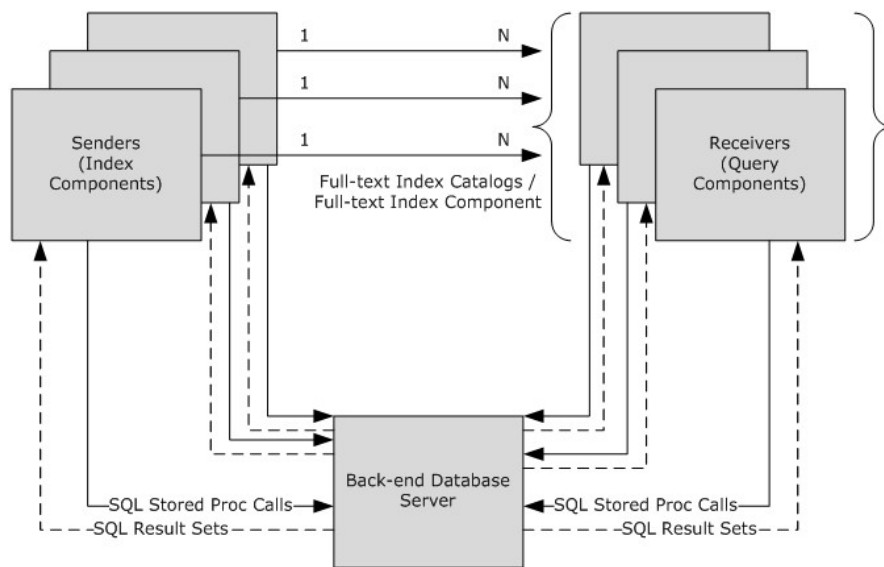 1 N
1 N
1 N
Senders
(Index
Components)
Receivers
(Query
Components)
Full-text Index Catalogs /
Full-text Index Component
Back-end Database
Server
SQL Stored Proc Calls
SQL Result Sets
SQL Stored Proc Calls
SQL Result Sets